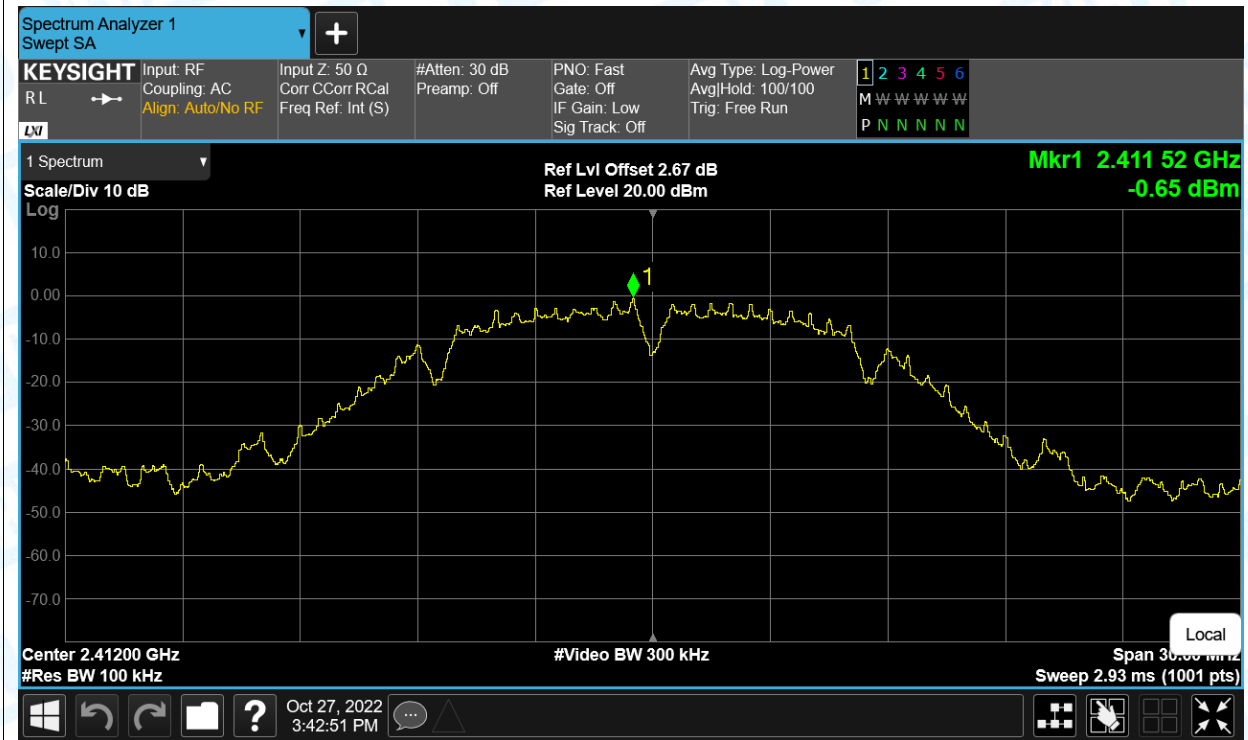 Spectrum Analyzer 1
Swept SA
KEYSIGHT
R L
LXI
Input: RF
Coupling: AC
Align: Auto/No RF
Input Z: 50 Ω
Corr CCorr RCal
Freq Ref: Int (S)
#Atten: 30 dB
Preamp: Off
PNO: Fast
Gate: Off
IF Gain: Low
Sig Track: Off
Avg Type: Log-Power
Avg|Hold: 100/100
Trig: Free Run
1 2 3 4 5 6
M W W W W W W
P N N N N N N
1 Spectrum
Scale/Div 10 dB
Log
Ref Lvl Offset 2.67 dB
Ref Level 20.00 dBm
Mkr1 2.411 52 GHz
-0.65 dBm
1
10.0
0.00
-10.0
-20.0
-30.0
-40.0
-50.0
-60.0
-70.0
Local
Center 2.41200 GHz
#Video BW 300 kHz
Span 30.00 MHz
#Res BW 100 kHz
Sweep 2.93 ms (1001 pts)
?
Oct 27, 2022
3:42:51 PM